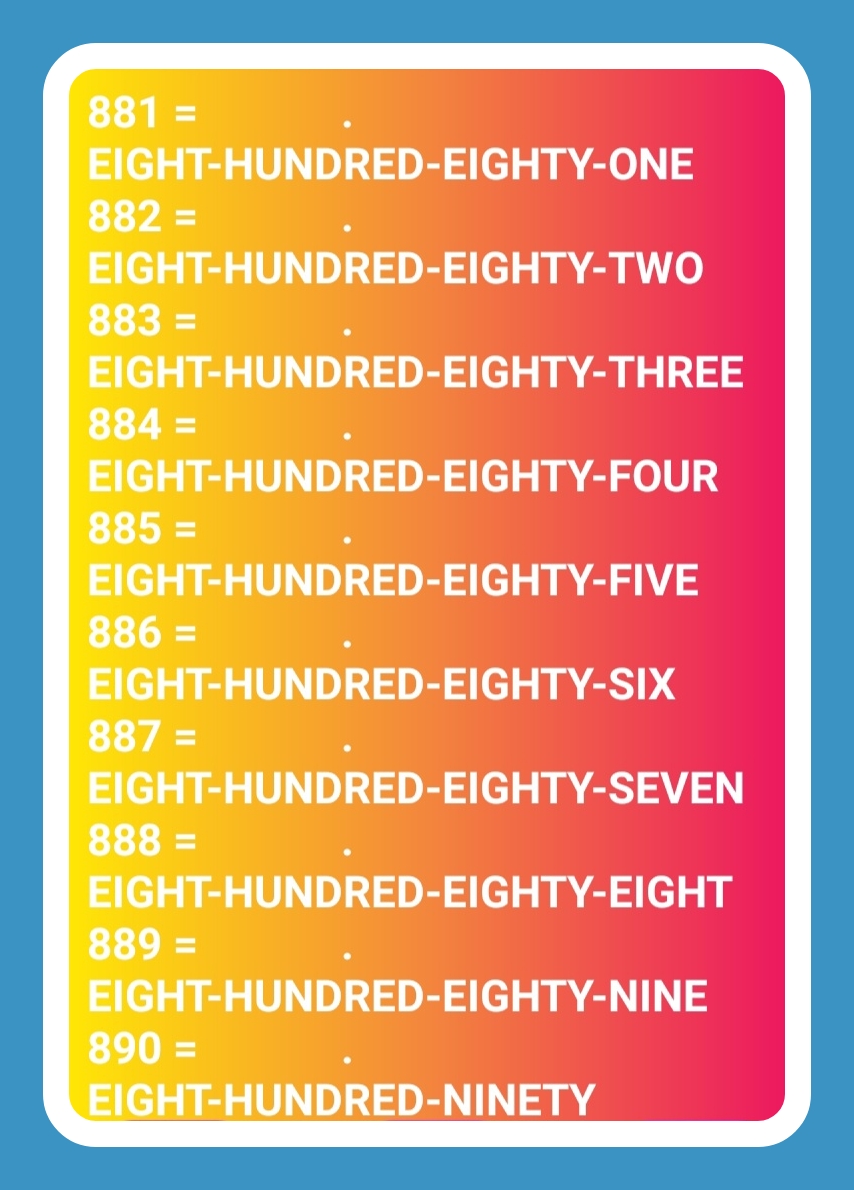 881 = .
EIGHT-HUNDRED-EIGHTY-ONE
882 = .
EIGHT-HUNDRED-EIGHTY-TWO
883 = .
EIGHT-HUNDRED-EIGHTY-THREE
884 = .
EIGHT-HUNDRED-EIGHTY-FOUR
885 = .
EIGHT-HUNDRED-EIGHTY-FIVE
886 = .
EIGHT-HUNDRED-EIGHTY-SIX
887 = .
EIGHT-HUNDRED-EIGHTY-SEVEN
888 = .
EIGHT-HUNDRED-EIGHTY-EIGHT
889 = .
EIGHT-HUNDRED-EIGHTY-NINE
890 = .
EIGHT-HUNDRED-NINETY